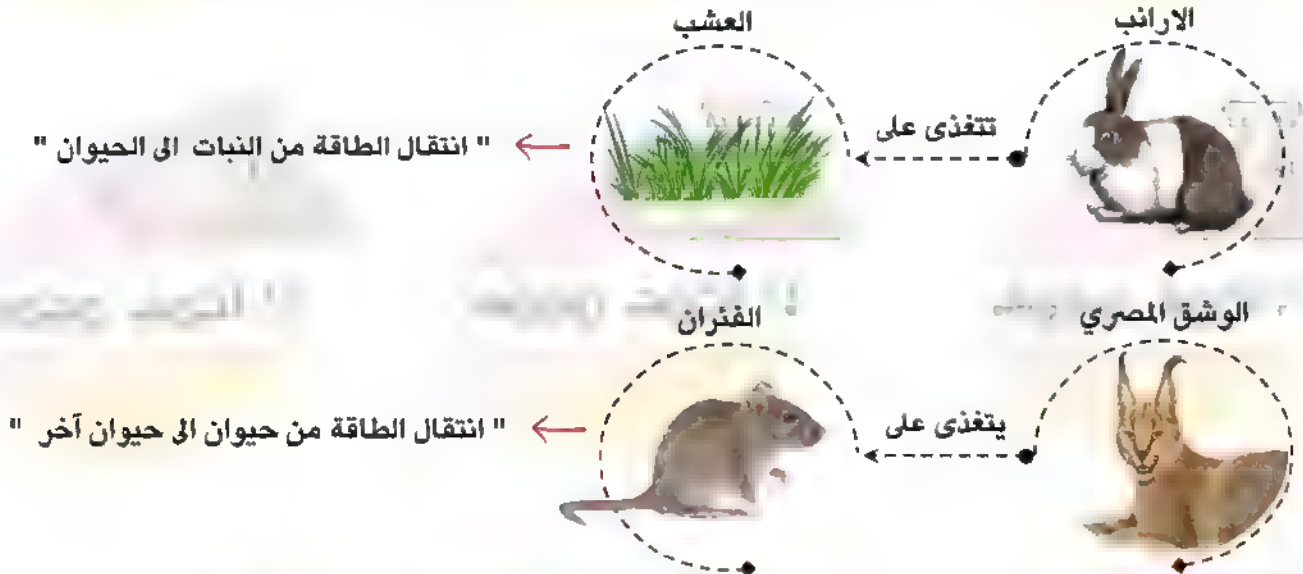 الارانب
العشب
تتغذى على
" انتقال الطاقة من النبات الى الحيوان "
الوشق المصري
الفئران
يتغذى على
" انتقال الطاقة من حيوان الى حيوان آخر "